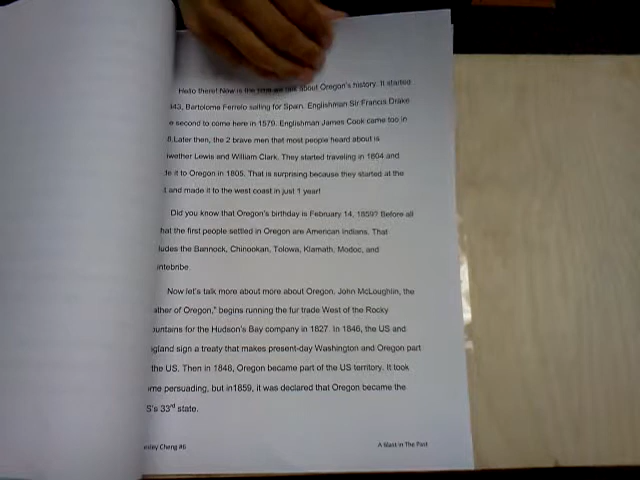 Hello there! Now is the time we talk about Oregon's history. It started
543, Bartolome Ferrelo sailing for Spain. Englishman Sir Francis Drake
e second to come here in 1579. Englishman James Cook came too in
8.Later then, the 2 brave men that most people heard about is
iwether Lewis and William Clark. They started traveling in 1804 and
de it to Oregon in 1805. That is surprising because they started at the
t and made it to the west coast in just 1 year!
Did you know that Oregon's birthday is February 14, 1859? Before all
hat the first people settled in Oregon are American Indians. That
ludes the Bannock, Chinookan, Tolowa, Klamath, Modoc, and
Now let's talk more about more about Oregon. John McLoughlin, the
ather of Oregon," begins running the fur trade West of the Rocky
ountains for the Hudson's Bay company in 1827. In 1846, the US and
ngland sign a treaty that makes present-day Washington and Oregon part
the US. Then in 1848, Oregon became part of the US territory. It took
me persuading, but in1859, it was declared that Oregon became the
S's 33rd state.
Cheng #6
A Blast in The Past